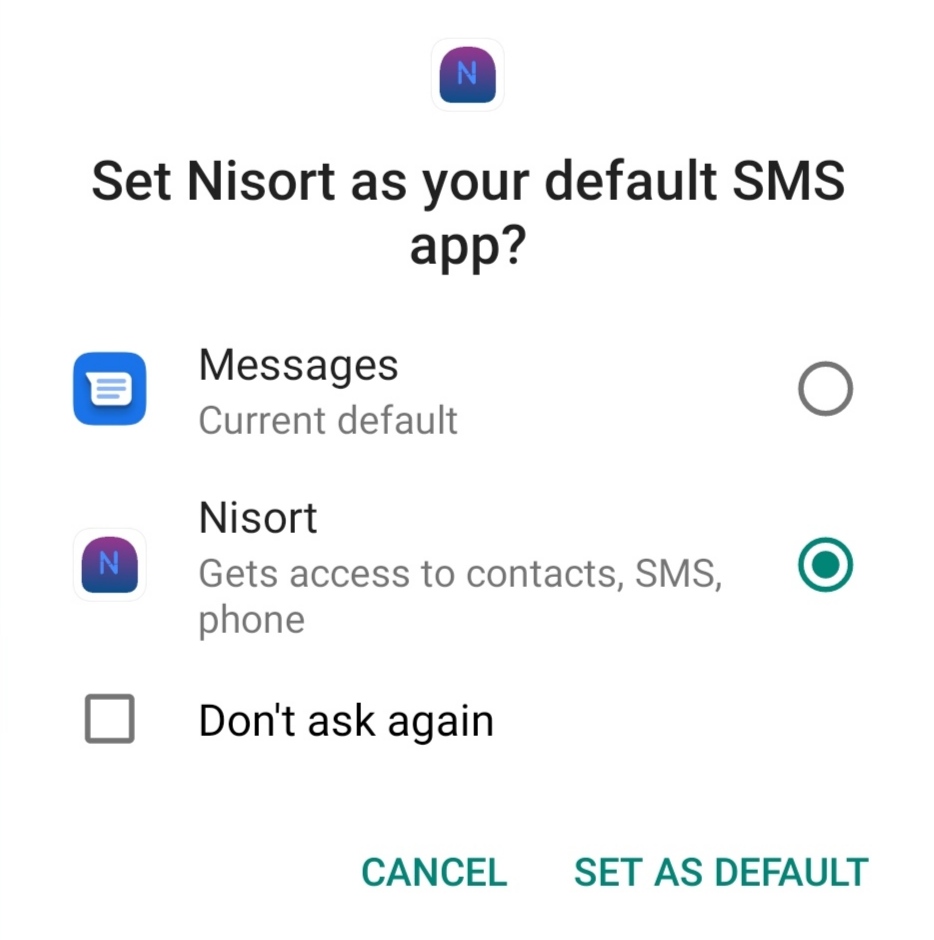 N
Set Nisort as your default SMS
app?
Messages
Current default
N
Nisort
Gets access to contacts, SMS,
phone
Don't ask again
CANCEL SET AS DEFAULT